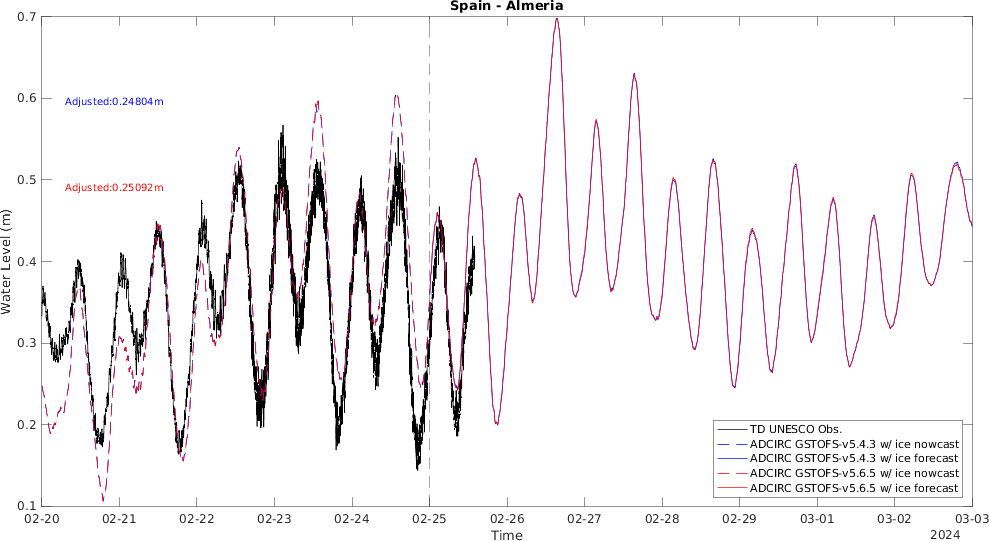 Spain - Almeria
0.7
0.6
0.5
0.4
0.3
0.2
0.1
Water Level (m)
Adjusted:0.24804m
Adjusted:0.25092m
TD UNESCO Obs.
ADCIRC GSTOFS-v5.4.3 w/ ice nowcast
ADCIRC GSTOFS-v5.4.3 w/ ice forecast
ADCIRC GSTOFS-v5.6.5 w/ ice nowcast
ADCIRC GSTOFS-v5.6.5 w/ ice forecast
02-20 02-21 02-22 02-23 02-24 02-25 02-26 02-27 02-28 02-29 03-01 03-02 03-03
Time
2024